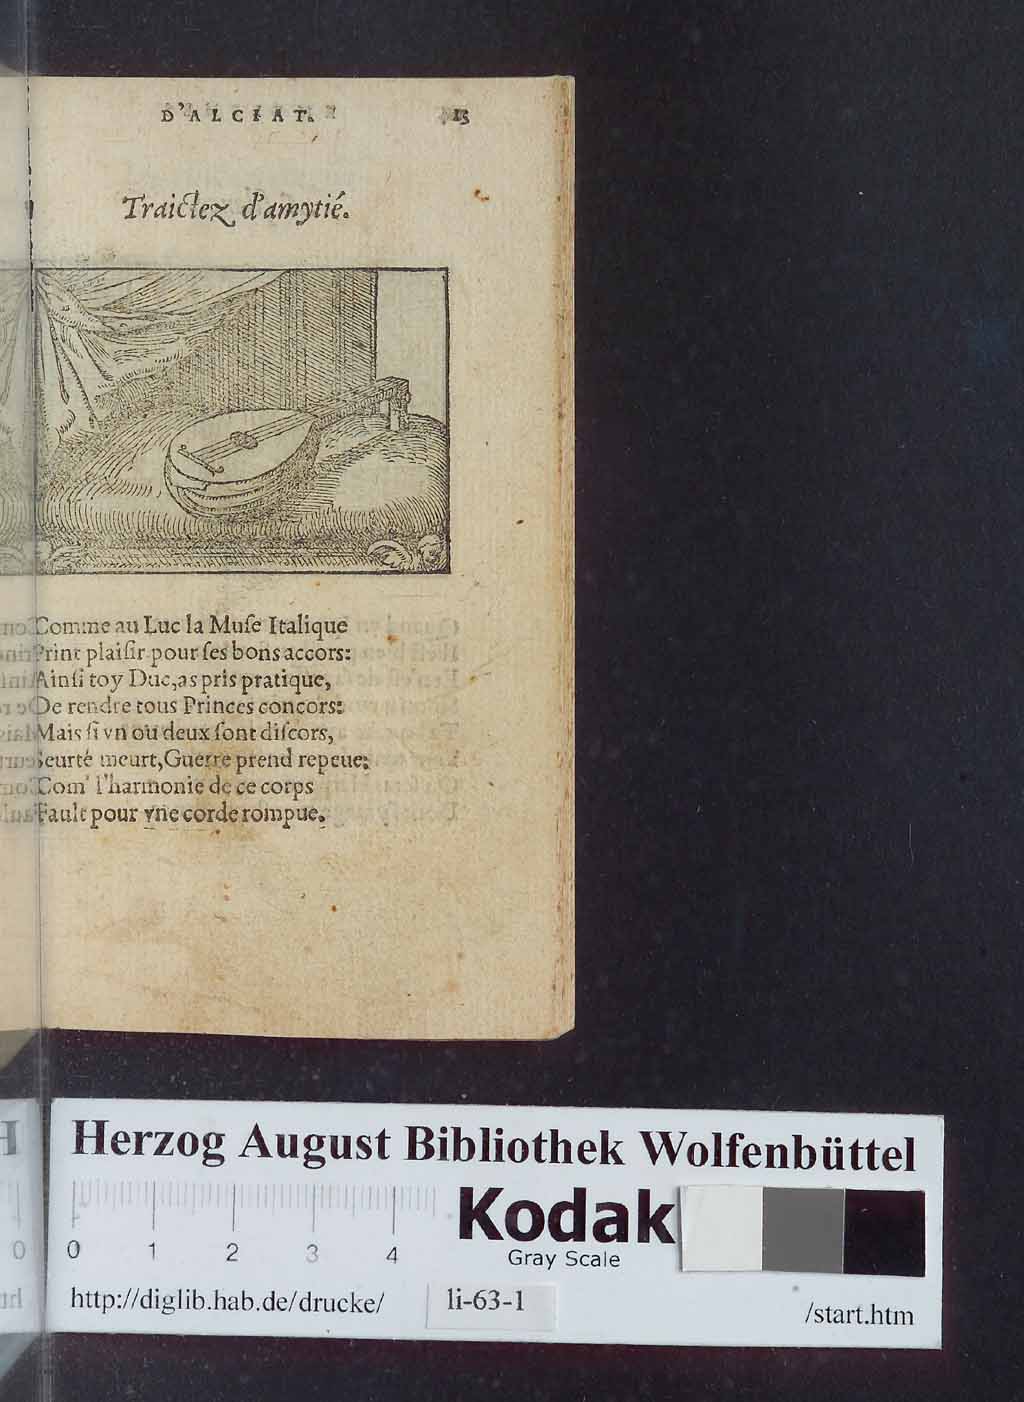 D'ALCIAT. 15
Traictez d'amytié.
Comme au Luc la Muſe Italique
Print plaiſir pour ſes bons accors:
Ainſi toy Duc, as pris pratique,
De rendre tous Princes concors:
Mais ſi vn ou deux ſont diſcors,
Seurté meurt, Guerre prend repeue:
Com' l'harmonie de ce corps
Fault pour vne corde rompue.
Herzog August Bibliothek Wolfenbüttel
Kodak
Gray Scale
0 1 2 3 4
http://diglib.hab.de/drucke/ li-63-1 /start.htm